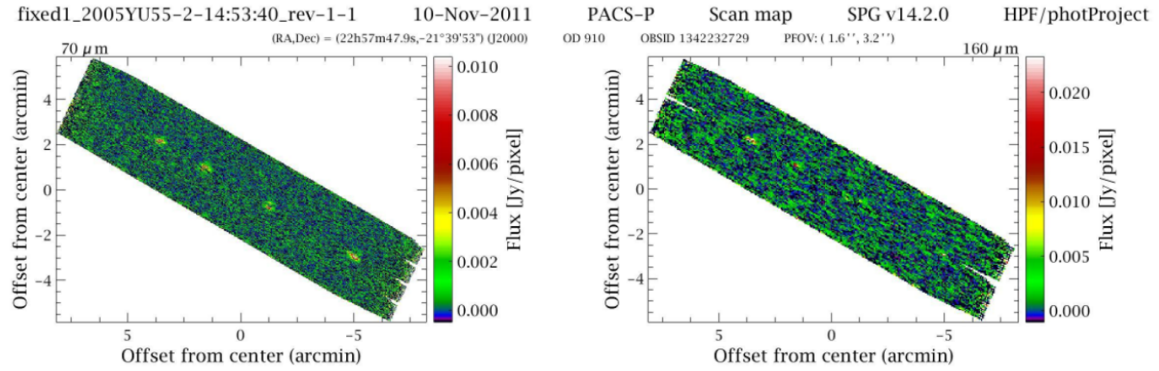 fixed1_2005YU55-2-14:53:40_rev-1-1 10-Nov-2011 PACS-P Scan map SPG v14.2.0 HPF/photProject
(RA,Dec) = (22h57m47.9s,-21°39'53") (J2000) OD 910 OBSID 1342232729 PFOV: ( 1.6'', 3.2'')
70 μm
160 μm
Offset from center (arcmin)
4
2
0
−2
−4
5
0
−5
Offset from center (arcmin)
0.010
0.008
0.006
0.004
0.002
0.000
Flux [Jy/pixel]
Offset from center (arcmin)
4
2
0
−2
−4
5
0
−5
Offset from center (arcmin)
0.020
0.015
0.010
0.005
0.000
Flux [Jy/pixel]